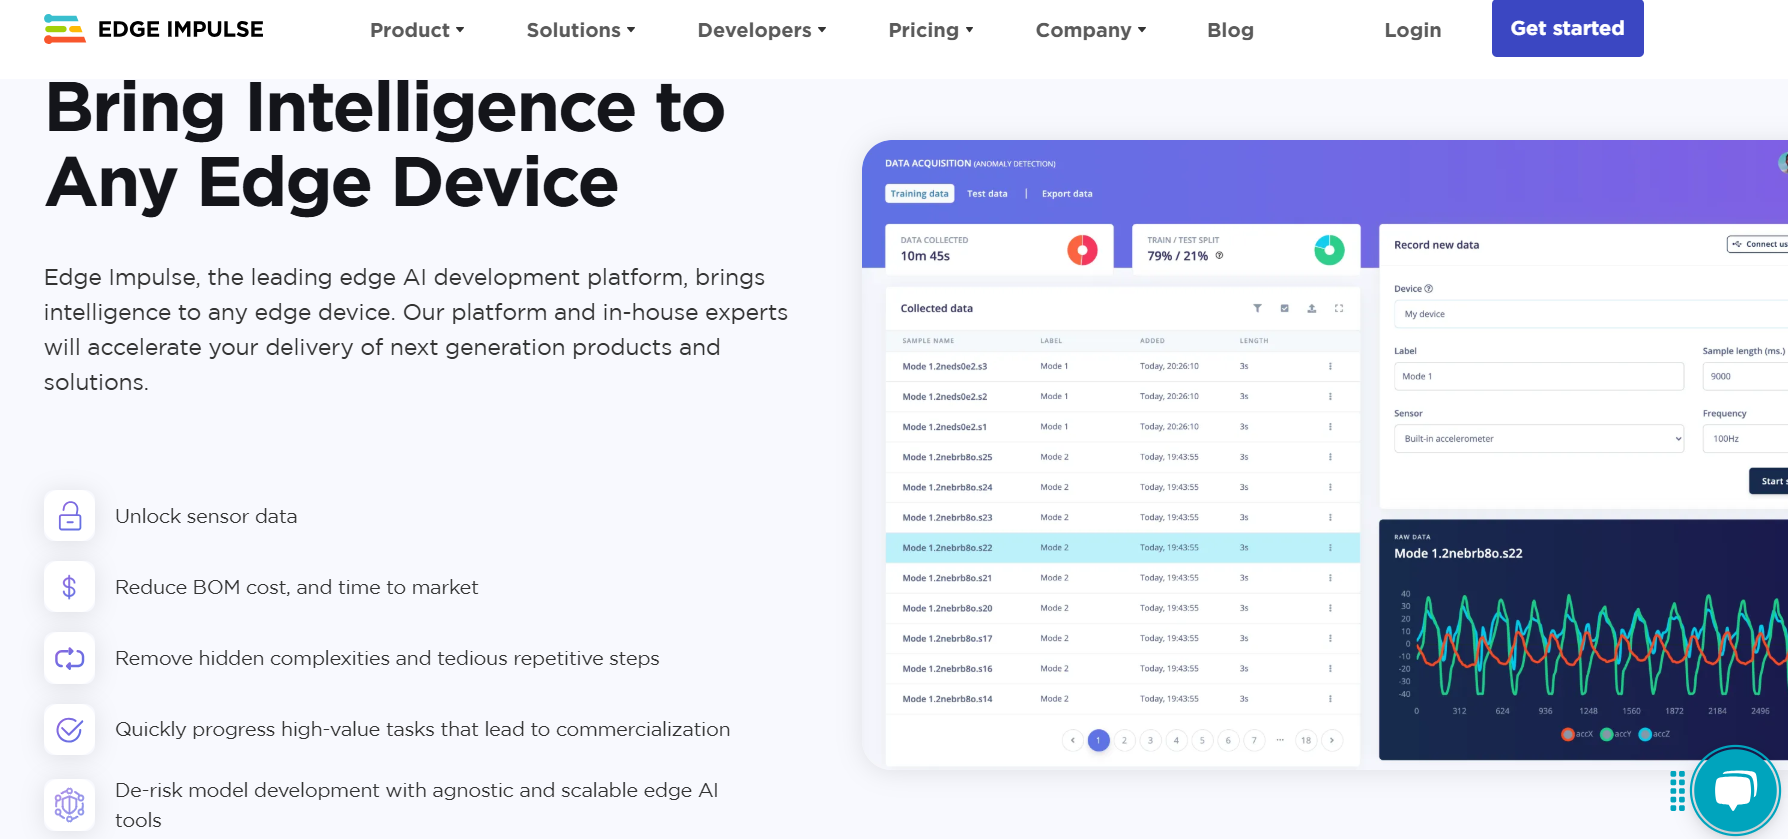 EDGE IMPULSE
Product
Solutions
Developers
Pricing
Company
Blog
Login
Get started
Bring Intelligence to
Any Edge Device
Edge Impulse, the leading edge AI development platform, brings
intelligence to any edge device. Our platform and in-house experts
will accelerate your delivery of next generation products and
solutions.
Unlock sensor data
Reduce BOM cost, and time to market
Remove hidden complexities and tedious repetitive steps
Quickly progress high-value tasks that lead to commercialization
De-risk model development with agnostic and scalable edge AI
tools
DATA ACQUISITION (ANOMALY DETECTION)
Training data Test data | Export data
DATA COLLECTED
10m 45s
TRAIN / TEST SPLIT
79% / 21%
Collected data
SAMPLE NAME LABEL ADDED LENGTH
Mode 1.2neds0e2.s3 Mode 1 Today, 20:26:10 3s
Mode 1.2neds0e2.s2 Mode 1 Today, 20:26:10 3s
Mode 1.2neds0e2.s1 Mode 1 Today, 20:26:10 3s
Mode 1.2nebrb8o.s25 Mode 2 Today, 19:43:55 3s
Mode 1.2nebrb8o.s24 Mode 2 Today, 19:43:55 3s
Mode 1.2nebrb8o.s23 Mode 2 Today, 19:43:55 3s
Mode 1.2nebrb8o.s22 Mode 2 Today, 19:43:55 3s
Mode 1.2nebrb8o.s21 Mode 2 Today, 19:43:55 3s
Mode 1.2nebrb8o.s20 Mode 2 Today, 19:43:55 3s
Mode 1.2nebrb8o.s17 Mode 2 Today, 19:43:55 3s
Mode 1.2nebrb8o.s16 Mode 2 Today, 19:43:55 3s
Mode 1.2nebrb8o.s14 Mode 2 Today, 19:43:55 3s
‹ 1 2 3 4 5 6 7 ... 18 ›
Record new data
Connect us
Device
My device
Label Sample length (ms.)
Mode 1 9000
Sensor Frequency
Built-in accelerometer 100Hz
Start s
RAW DATA
Mode 1.2nebrb8o.s22
40
30
20
10
0
-10
-20
-30
-40
0 312 624 936 1248 1560 1872 2184 2496
accX accY accZ